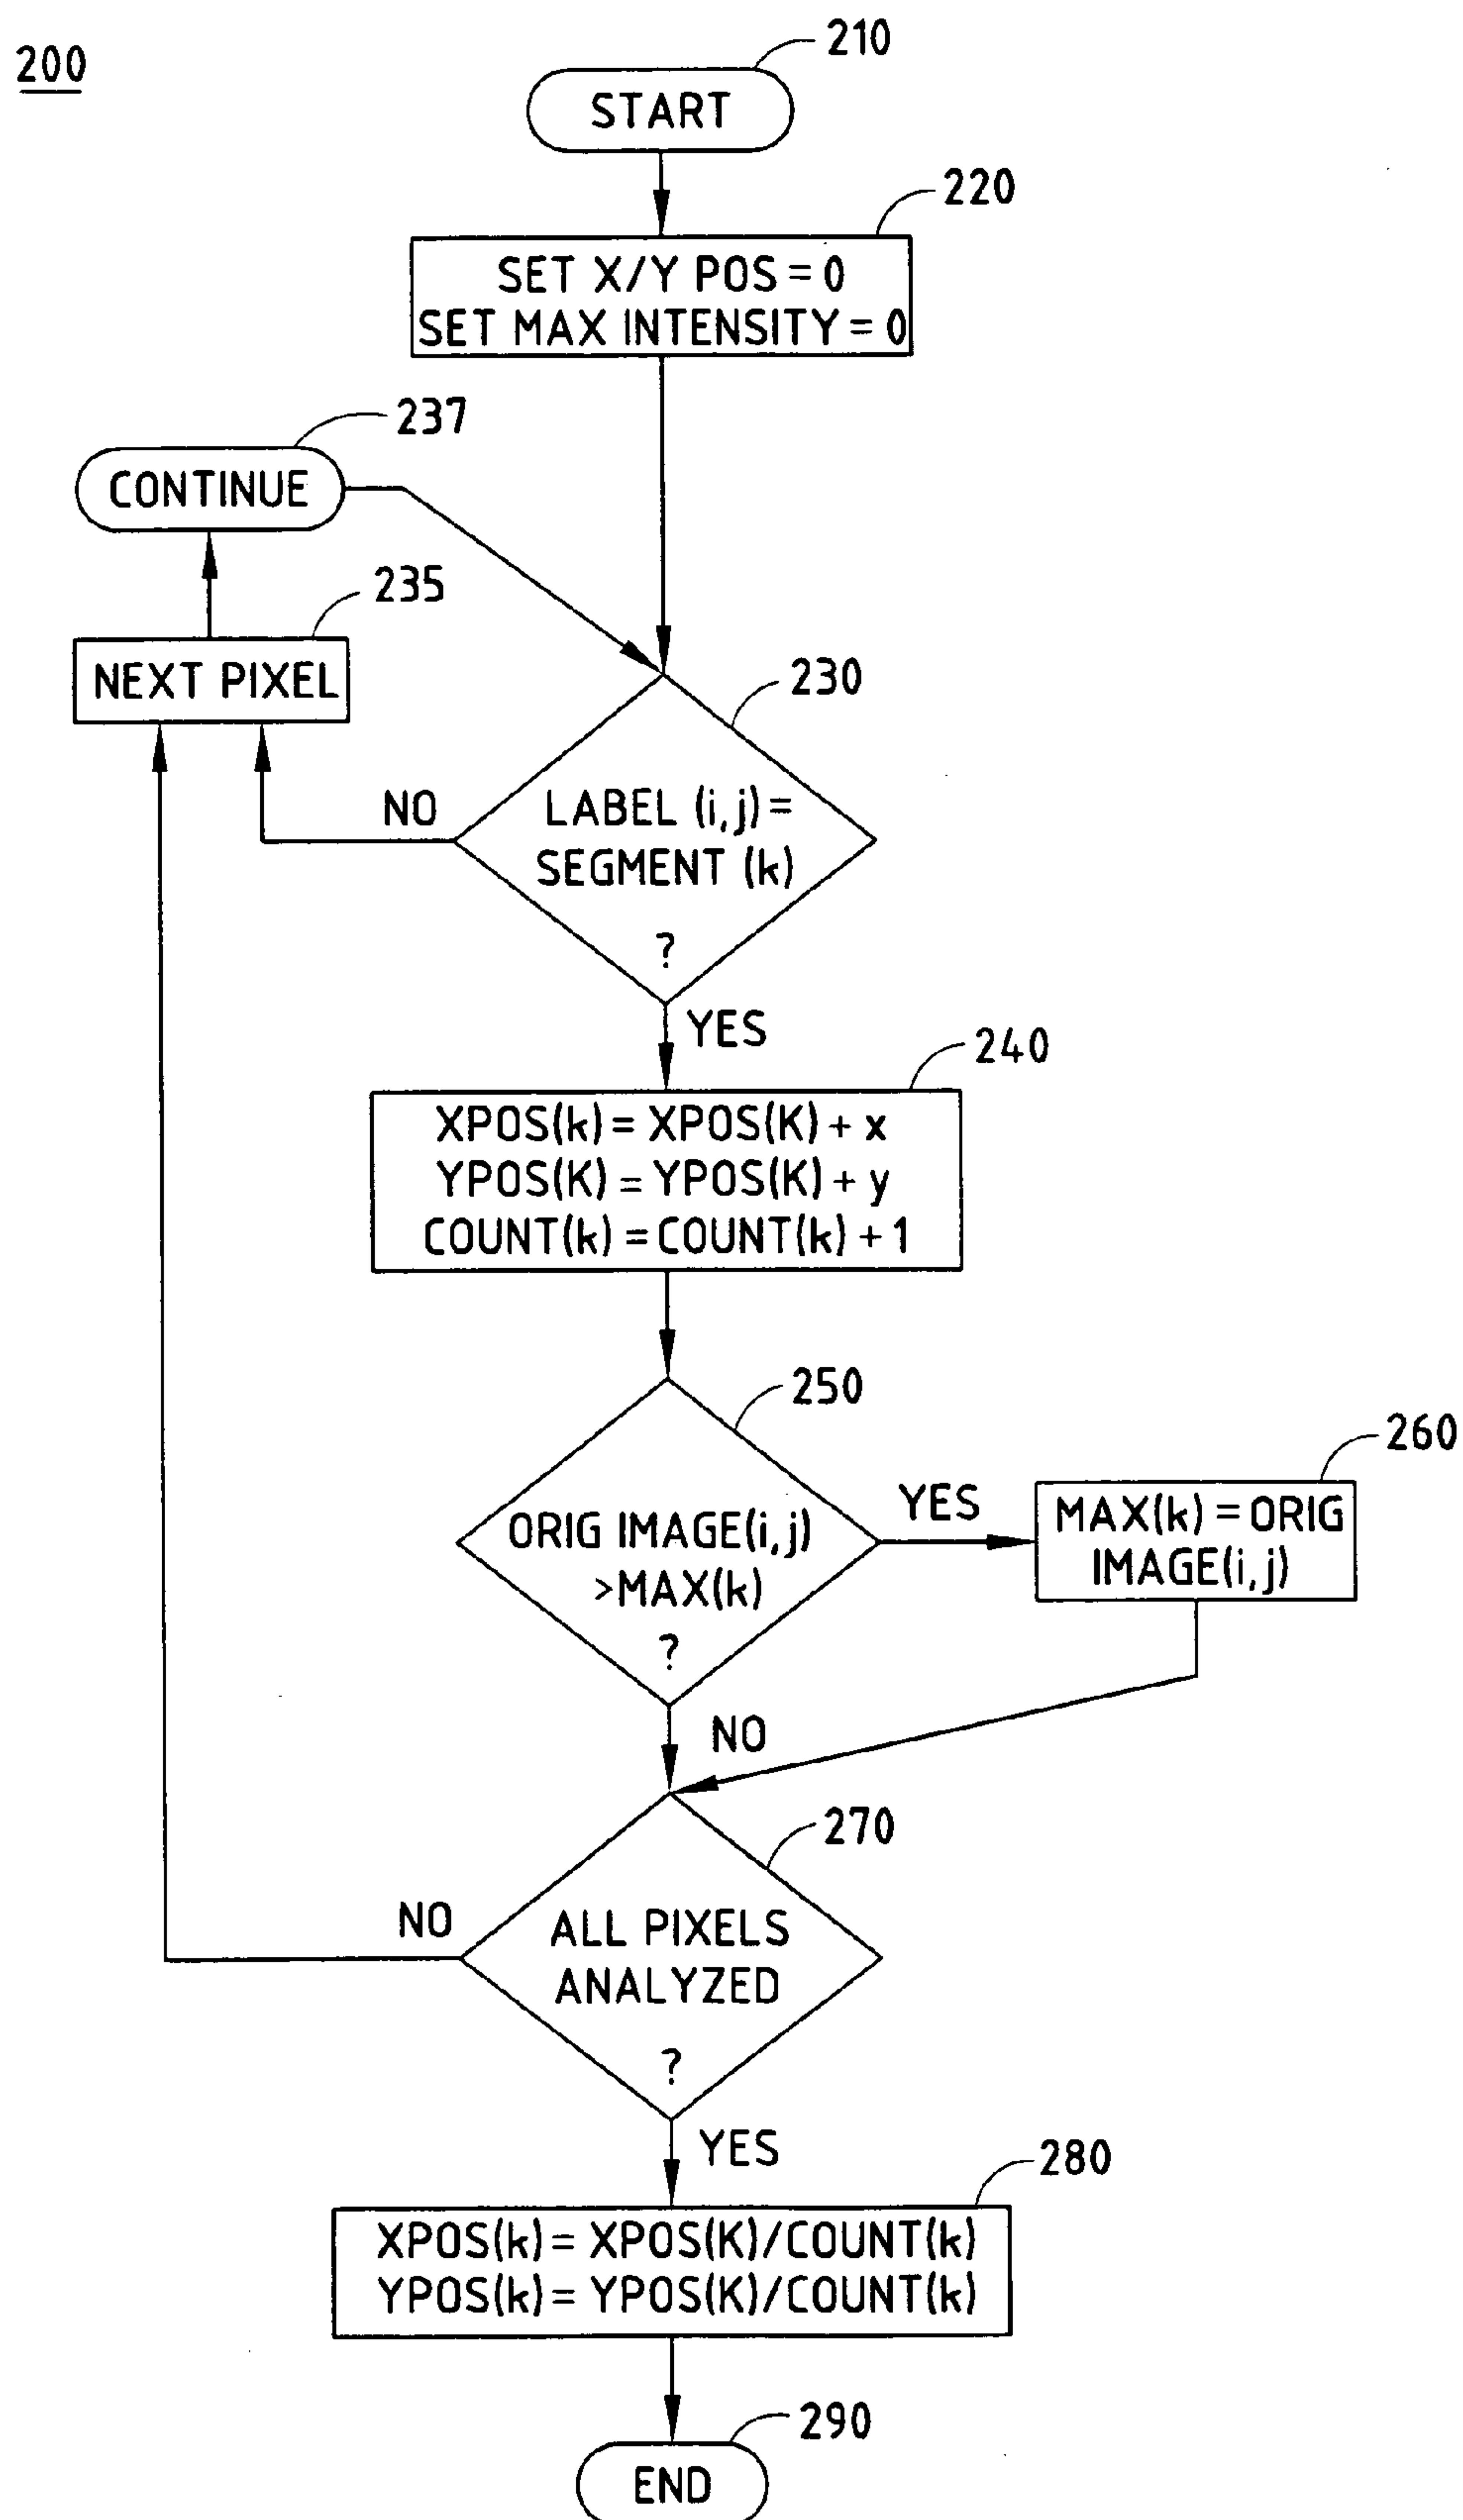 200
210
START
220
SET X/Y POS = 0
SET MAX INTENSITY = 0
237
CONTINUE
235
NEXT PIXEL
230
NO
LABEL (i,j)=
SEGMENT (k)
?
YES
240
XPOS(k) = XPOS(K) + x
YPOS(K) = YPOS(K) + y
COUNT(k) = COUNT(k) + 1
250
ORIG IMAGE(i,j)
>MAX(k)
?
YES
260
MAX(k) = ORIG
IMAGE(i,j)
NO
270
NO
ALL PIXELS
ANALYZED
?
YES
280
XPOS(k) = XPOS(K)/COUNT(k)
YPOS(k) = YPOS(K)/COUNT(k)
290
END